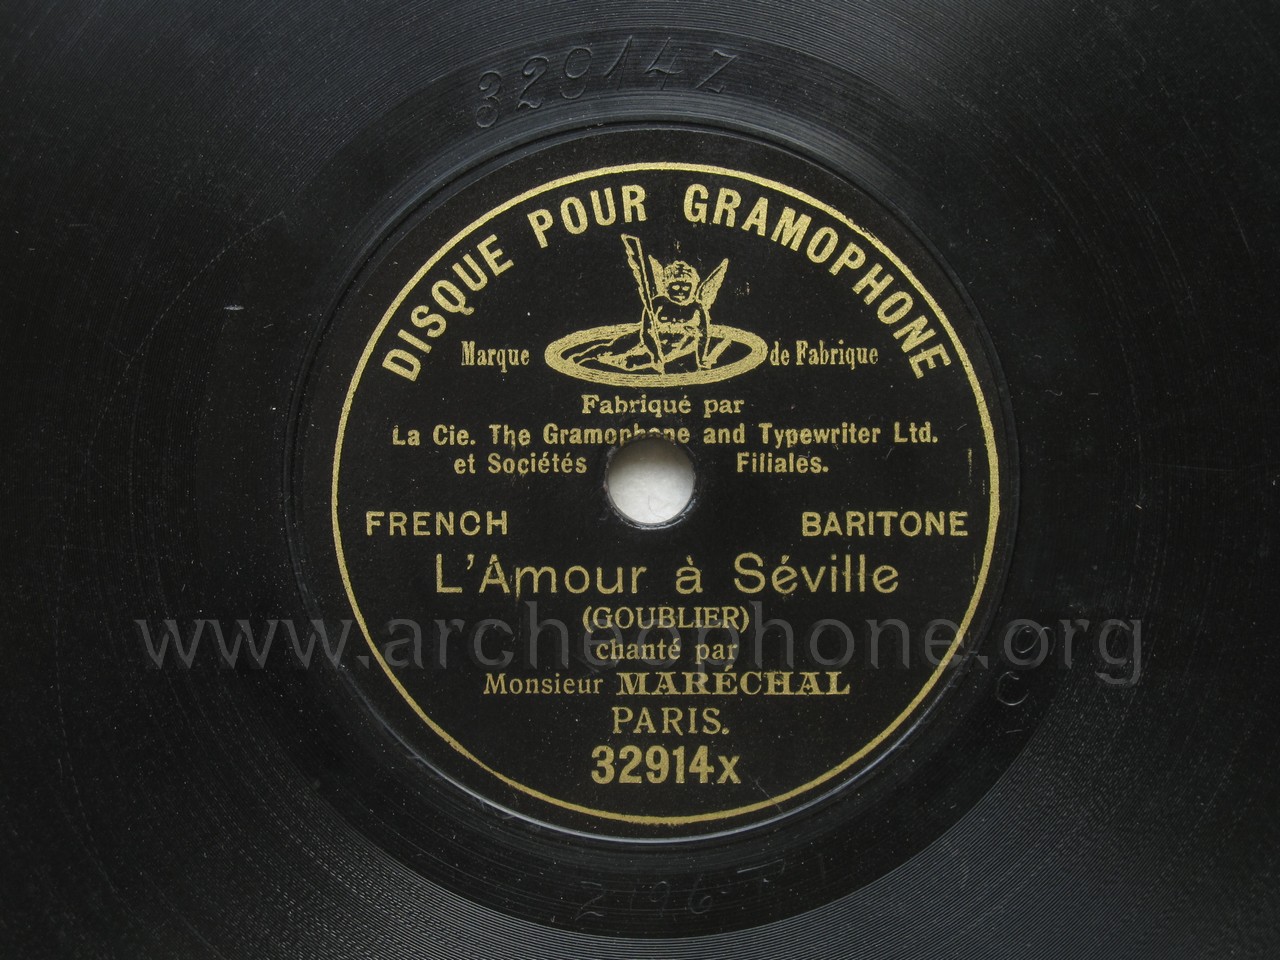 32914z
DISQUE POUR GRAMOPHONE
Marque de Fabrique
Fabriqué par
La Cie. The Gramophone and Typewriter Ltd.
et Sociétés Filiales.
FRENCH BARITONE
L'Amour à Séville
(GOUBLIER)
www.archeophone.org
chanté par
Monsieur MARÉCHAL
PARIS.
32914x